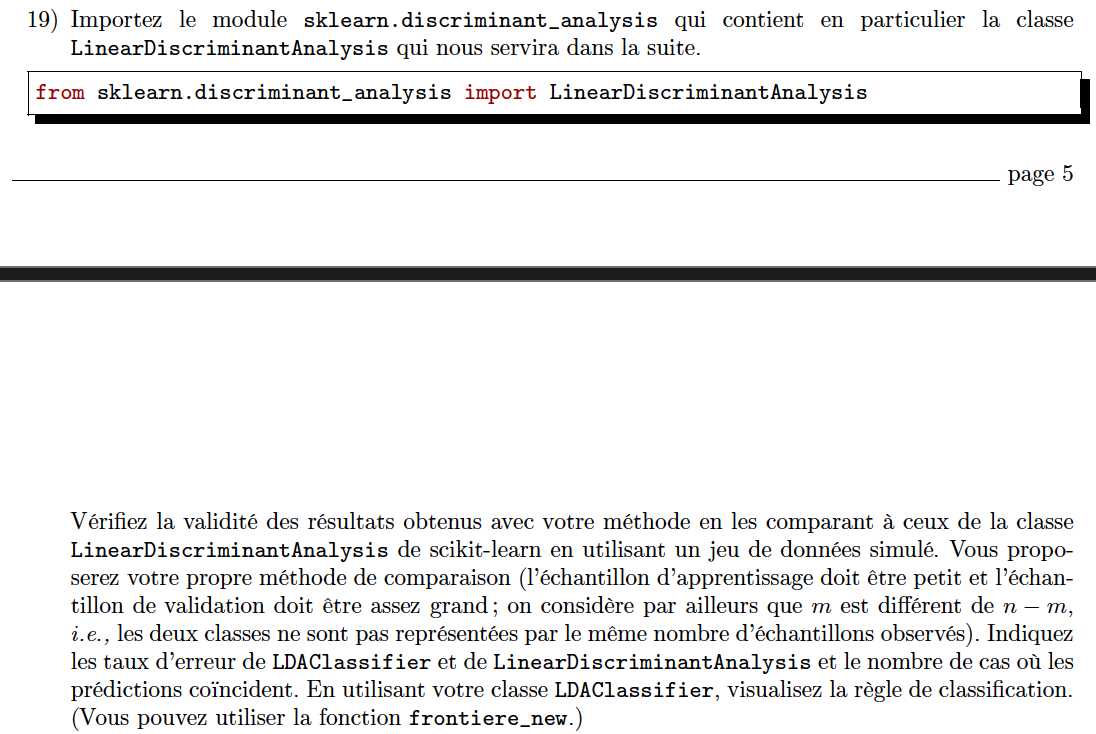 19) Importez le module sklearn.discriminant_analysis qui contient en particulier la classe
LinearDiscriminantAnalysis qui nous servira dans la suite.
from sklearn.discriminant_analysis import LinearDiscriminantAnalysis
page 5
Vérifiez la validité des résultats obtenus avec votre méthode en les comparant à ceux de la classe
LinearDiscriminantAnalysis de scikit-learn en utilisant un jeu de données simulé. Vous propo-
serez votre propre méthode de comparaison (l'échantillon d'apprentissage doit être petit et l'échan-
tillon de validation doit être assez grand ; on considère par ailleurs que m est différent de n − m,
i.e., les deux classes ne sont pas représentées par le même nombre d'échantillons observés). Indiquez
les taux d'erreur de LDAClassifier et de LinearDiscriminantAnalysis et le nombre de cas où les
prédictions coïncident. En utilisant votre classe LDAClassifier, visualisez la règle de classification.
(Vous pouvez utiliser la fonction frontiere_new.)